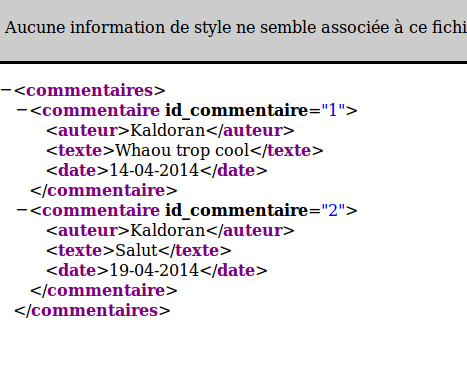 Aucune information de style ne semble associée à ce fichi
−<commentaires>
−<commentaire id_commentaire="1">
<auteur>Kaldoran</auteur>
<texte>Whaou trop cool</texte>
<date>14-04-2014</date>
</commentaire>
−<commentaire id_commentaire="2">
<auteur>Kaldoran</auteur>
<texte>Salut</texte>
<date>19-04-2014</date>
</commentaire>
</commentaires>